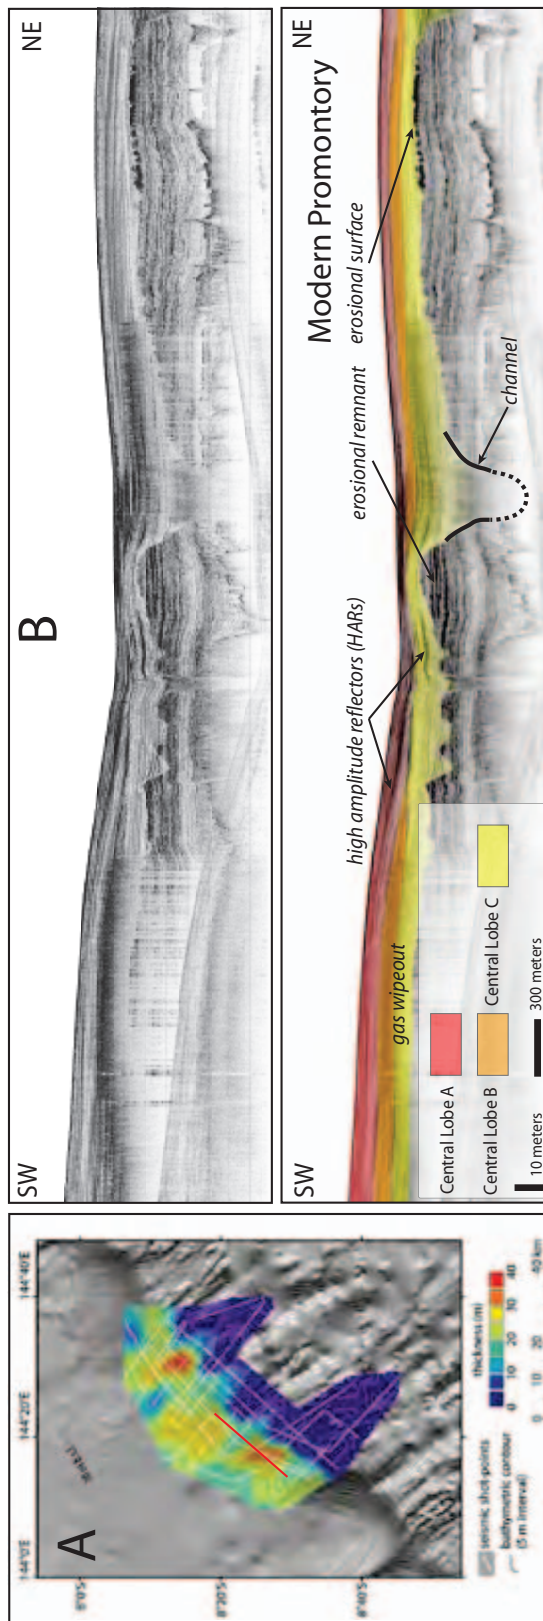 A
144°0'E
144°20'E
144°40'E
8°0'S
8°20'S
8°40'S
seismic shot-points
bathymetric contour
(5 m interval)
thickness (m)
0 10 20 30 40
0 10 20 40 km
B
SW
NE
SW
NE
Modern Promontory
gas wipeout
high amplitude reflectors (HARs)
erosional remnant
erosional surface
channel
Central Lobe A
Central Lobe B
Central Lobe C
10 meters
300 meters